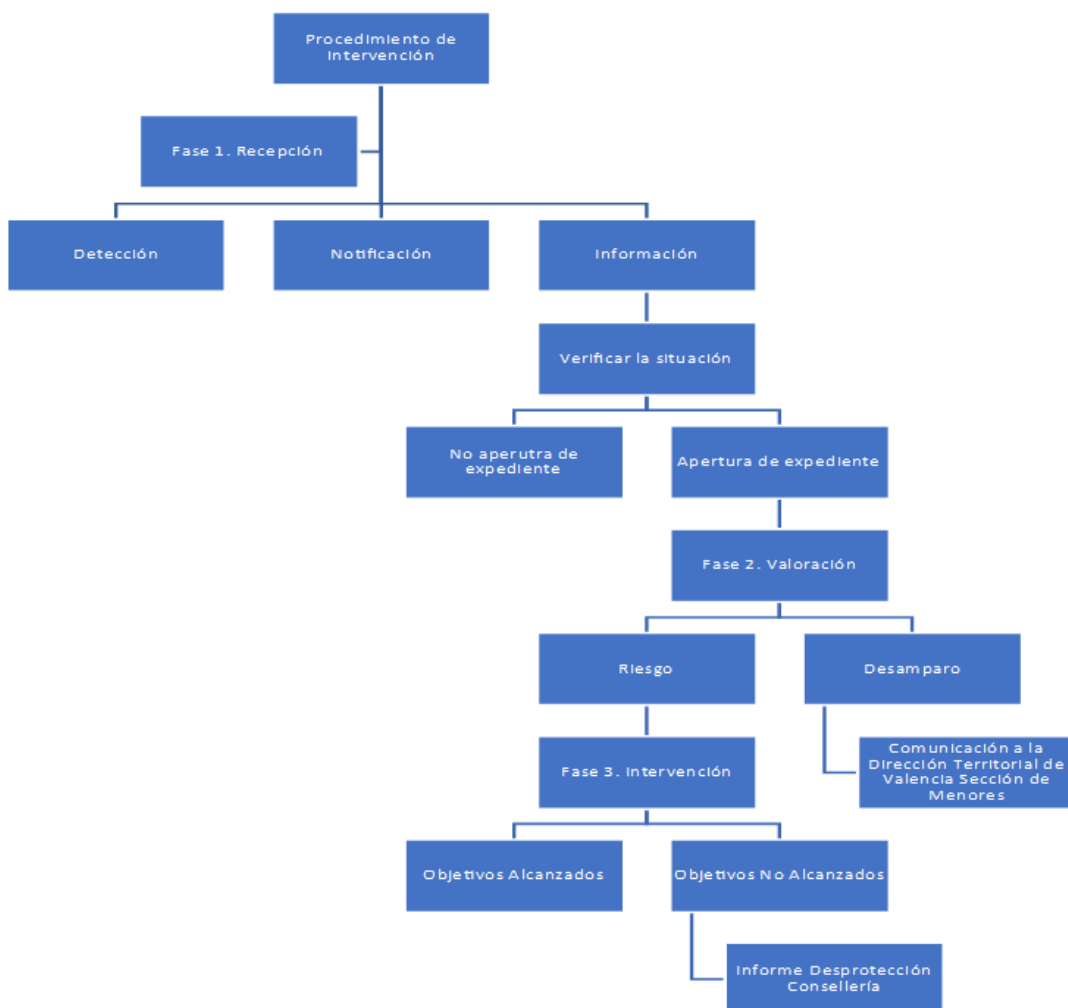 Procedimiento de
Intervención
Fase 1. Recepción
Detección
Notificación
Información
Verificar la situación
No aperutra de
expediente
Apertura de expediente
Fase 2. Valoración
Riesgo
Desamparo
Fase 3. Intervención
Comunicación a la
Dirección Territorial de
Valencia Sección de
Menores
Objetivos Alcanzados
Objetivos No Alcanzados
Informe Desprotección
Consellería